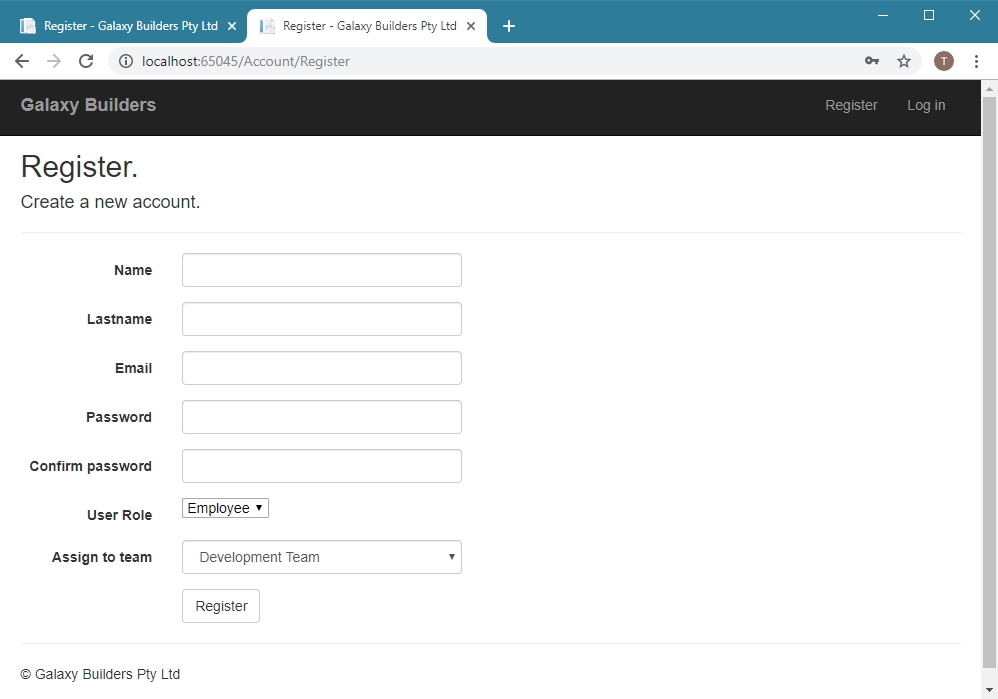 Register - Galaxy Builders Pty Ltd
Register - Galaxy Builders Pty Ltd
localhost:65045/Account/Register
T
Galaxy Builders
Register
Log in
Register.
Create a new account.
Name
Lastname
Email
Password
Confirm password
User Role
Employee
Assign to team
Development Team
Register
© Galaxy Builders Pty Ltd